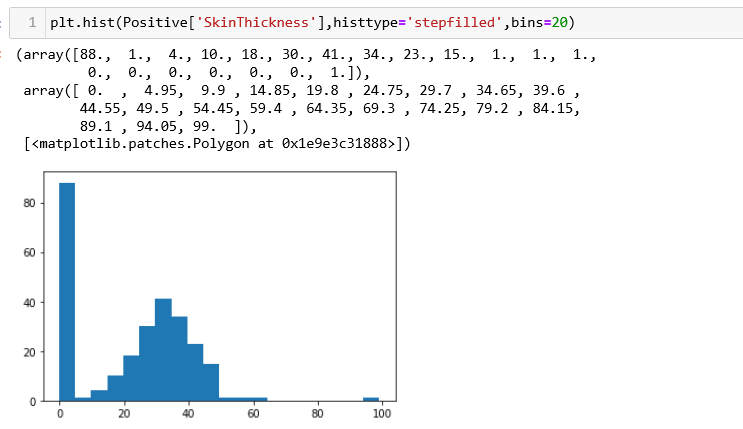 1 plt.hist(Positive['SkinThickness'],histtype='stepfilled',bins=20)
(array([88., 1., 4., 10., 18., 30., 41., 34., 23., 15., 1., 1., 1.,
0., 0., 0., 0., 0., 0., 1.]),
array([ 0. , 4.95, 9.9 , 14.85, 19.8 , 24.75, 29.7 , 34.65, 39.6 ,
44.55, 49.5 , 54.45, 59.4 , 64.35, 69.3 , 74.25, 79.2 , 84.15,
89.1 , 94.05, 99. ]),
[<matplotlib.patches.Polygon at 0x1e9e3c31888>])
80
60
40
20
0
0 20 40 60 80 100